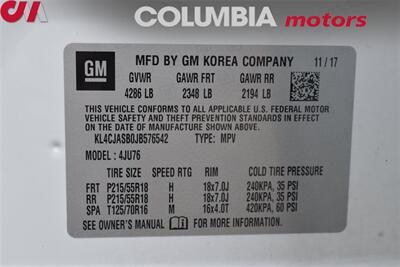 COLUMBIA motors
GM
MFD BY GM KOREA COMPANY 11/17
GVWR GAWR FRT GAWR RR
4286 LB 2348 LB 2194 LB
THIS VEHICLE CONFORMS TO ALL APPLICABLE U.S. FEDERAL MOTOR
VEHICLE SAFETY AND THEFT PREVENTION STANDARDS IN EFFECT
ON THE DATE OF MANUFACTURE SHOWN ABOVE.
KL4CJASB0JB576542 TYPE: MPV
MODEL: 4JU76
TIRE SIZE SPEED RTG RIM COLD TIRE PRESSURE
FRT P215/55R18 H 18x7.0J 240KPA, 35 PSI
RR P215/55R18 H 18x7.0J 240KPA, 35 PSI
SPA T125/70R16 M 16x4.0T 420KPA, 60 PSI
SEE OWNER'S MANUAL FOR MORE INFORMATION.